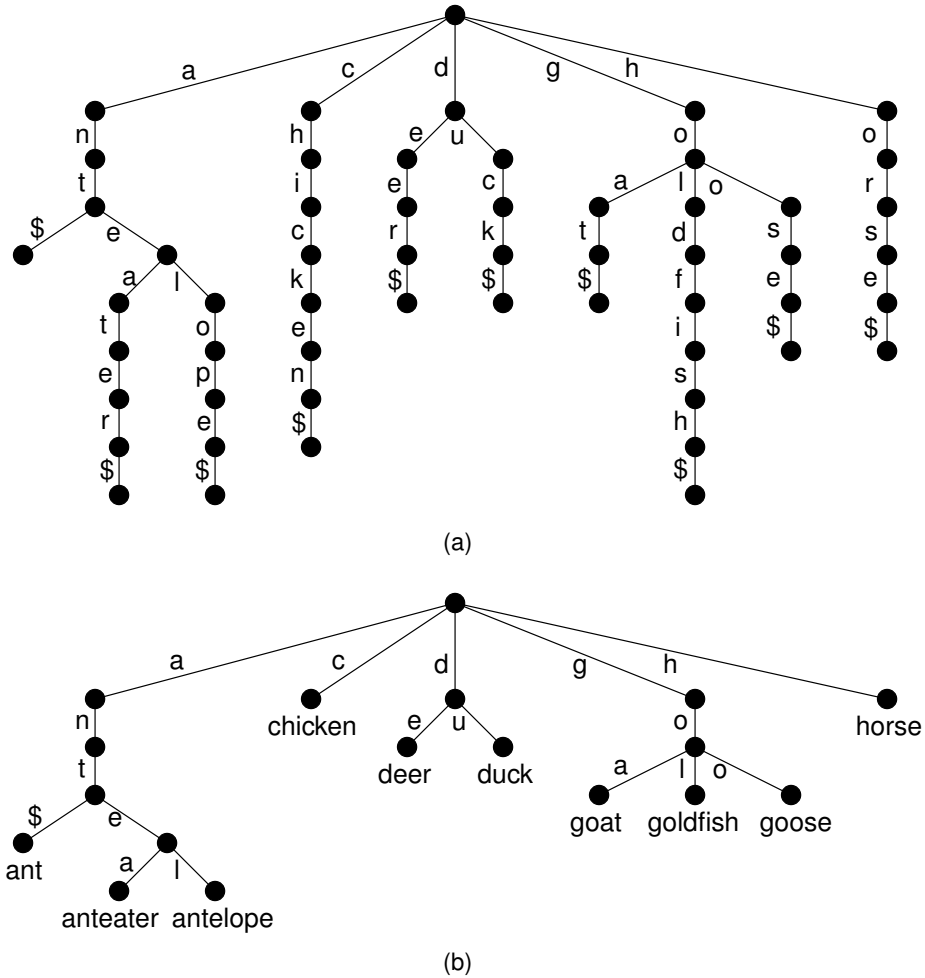 a c d g h
n h e u o o
t i e c a l o r
$ e c r k t d s s
a l k $ $ $ f e e
t o e i $ $
e p n s
r e $ h
$ $ $
(a)
a c d g h
n chicken e u o horse
t deer duck a l o
$ e goat goldfish goose
ant a l
anteater antelope
(b)